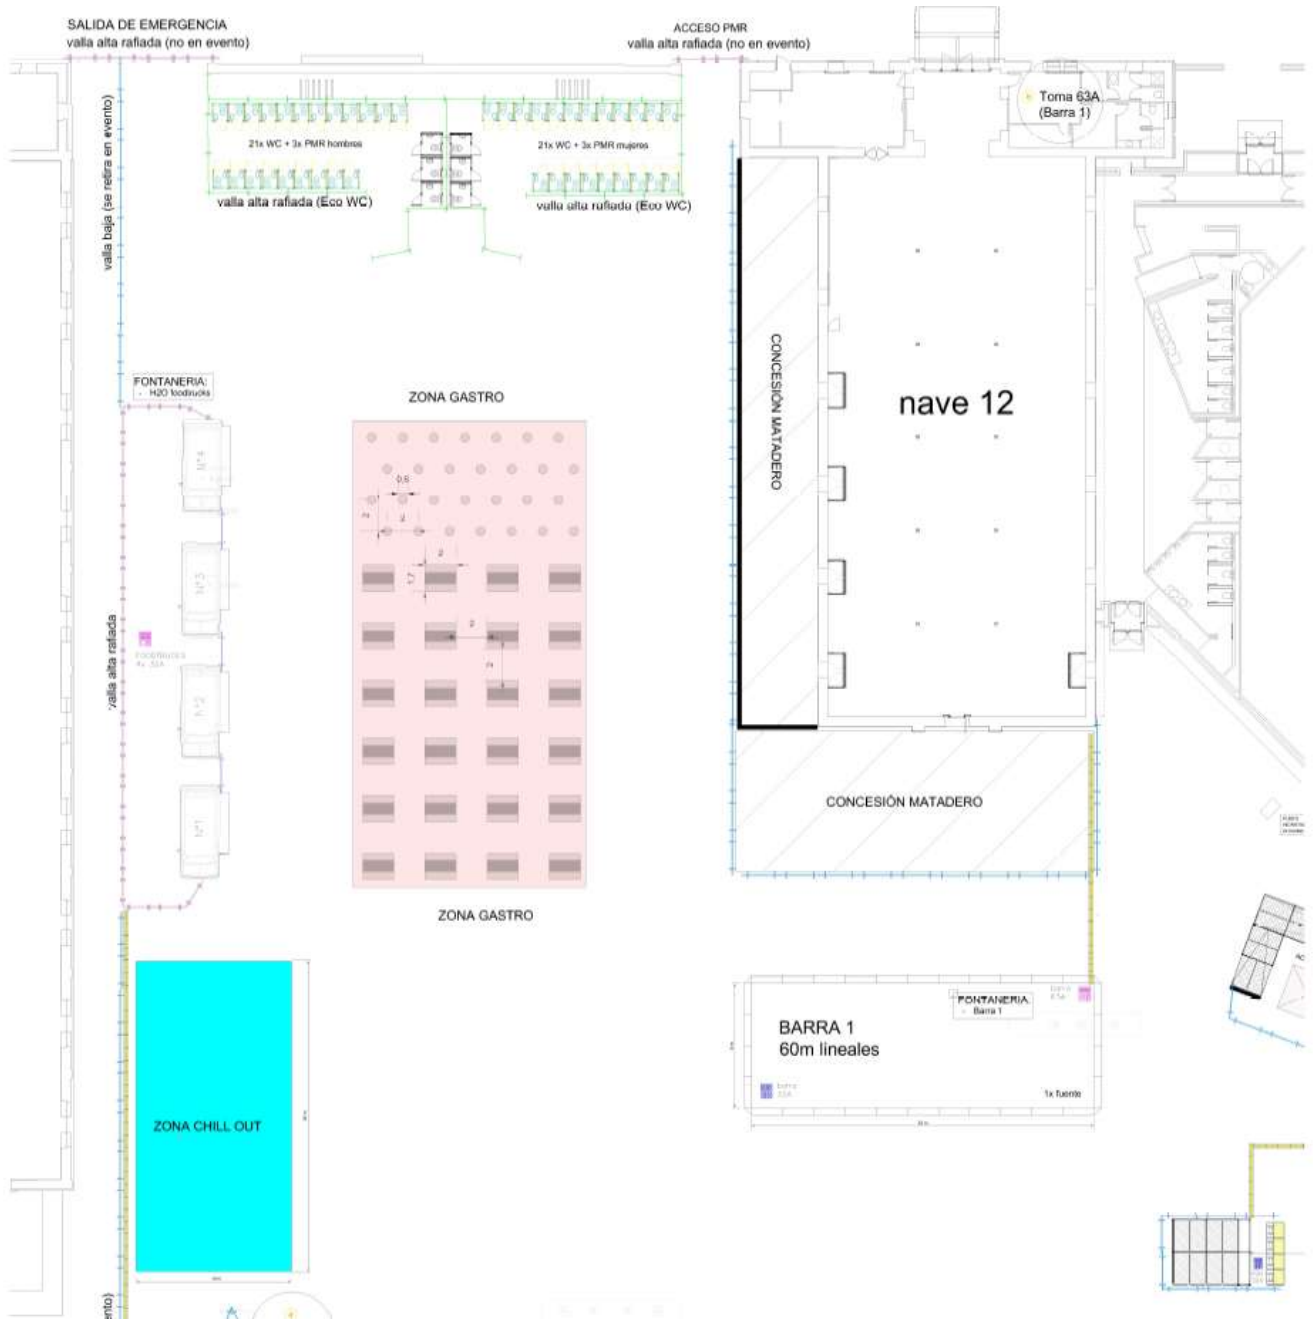 SALIDA DE EMERGENCIA
valla alta rafiada (no en evento)
ACCESO PMR
valla alta rafiada (no en evento)
Toma 63A
(Barra 1)
21x WC + 3x PMR hombres
21x WC + 3x PMR mujeres
valla alta rafiada (Eco WC)
valla alta rafiada (Eco WC)
valla baja (se retira en evento)
FONTANERIA:
- H2O foodtrucks
ZONA GASTRO
CONCESIÓN MATADERO
nave 12
Nº4
0,6
2
2
Nº3
2
1,7
valla alta rafiada
FOODTRUCKS
4x 32A
2
2
Nº2
Nº1
CONCESIÓN MATADERO
ZONA GASTRO
BARRA 1
60m lineales
FONTANERIA:
- Barra 1
1x fuente
ZONA CHILL OUT